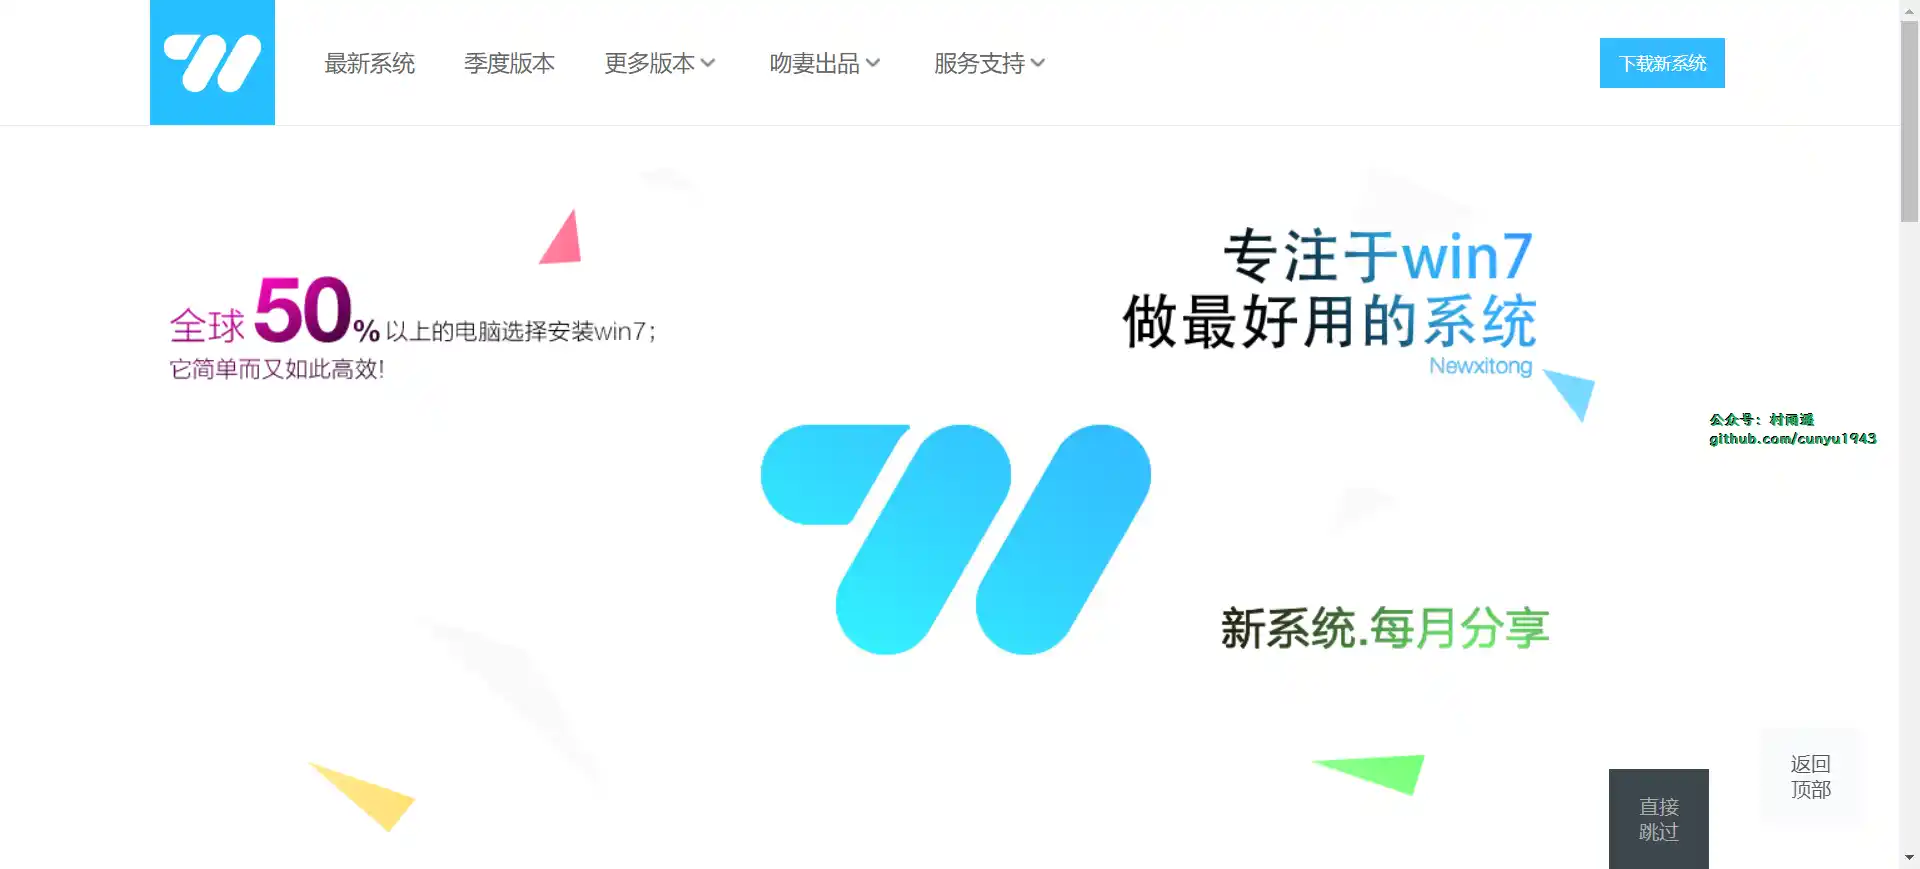 最新系统
季度版本
更多版本
吻妻出品
服务支持
下载新系统
全球50%以上的电脑选择安装win7;
它简单而又如此高效!
专注于win7
做最好用的系统
Newxitong
公众号：村雨遥
github.com/cunyu1943
新系统.每月分享
返回
顶部
直接
跳过